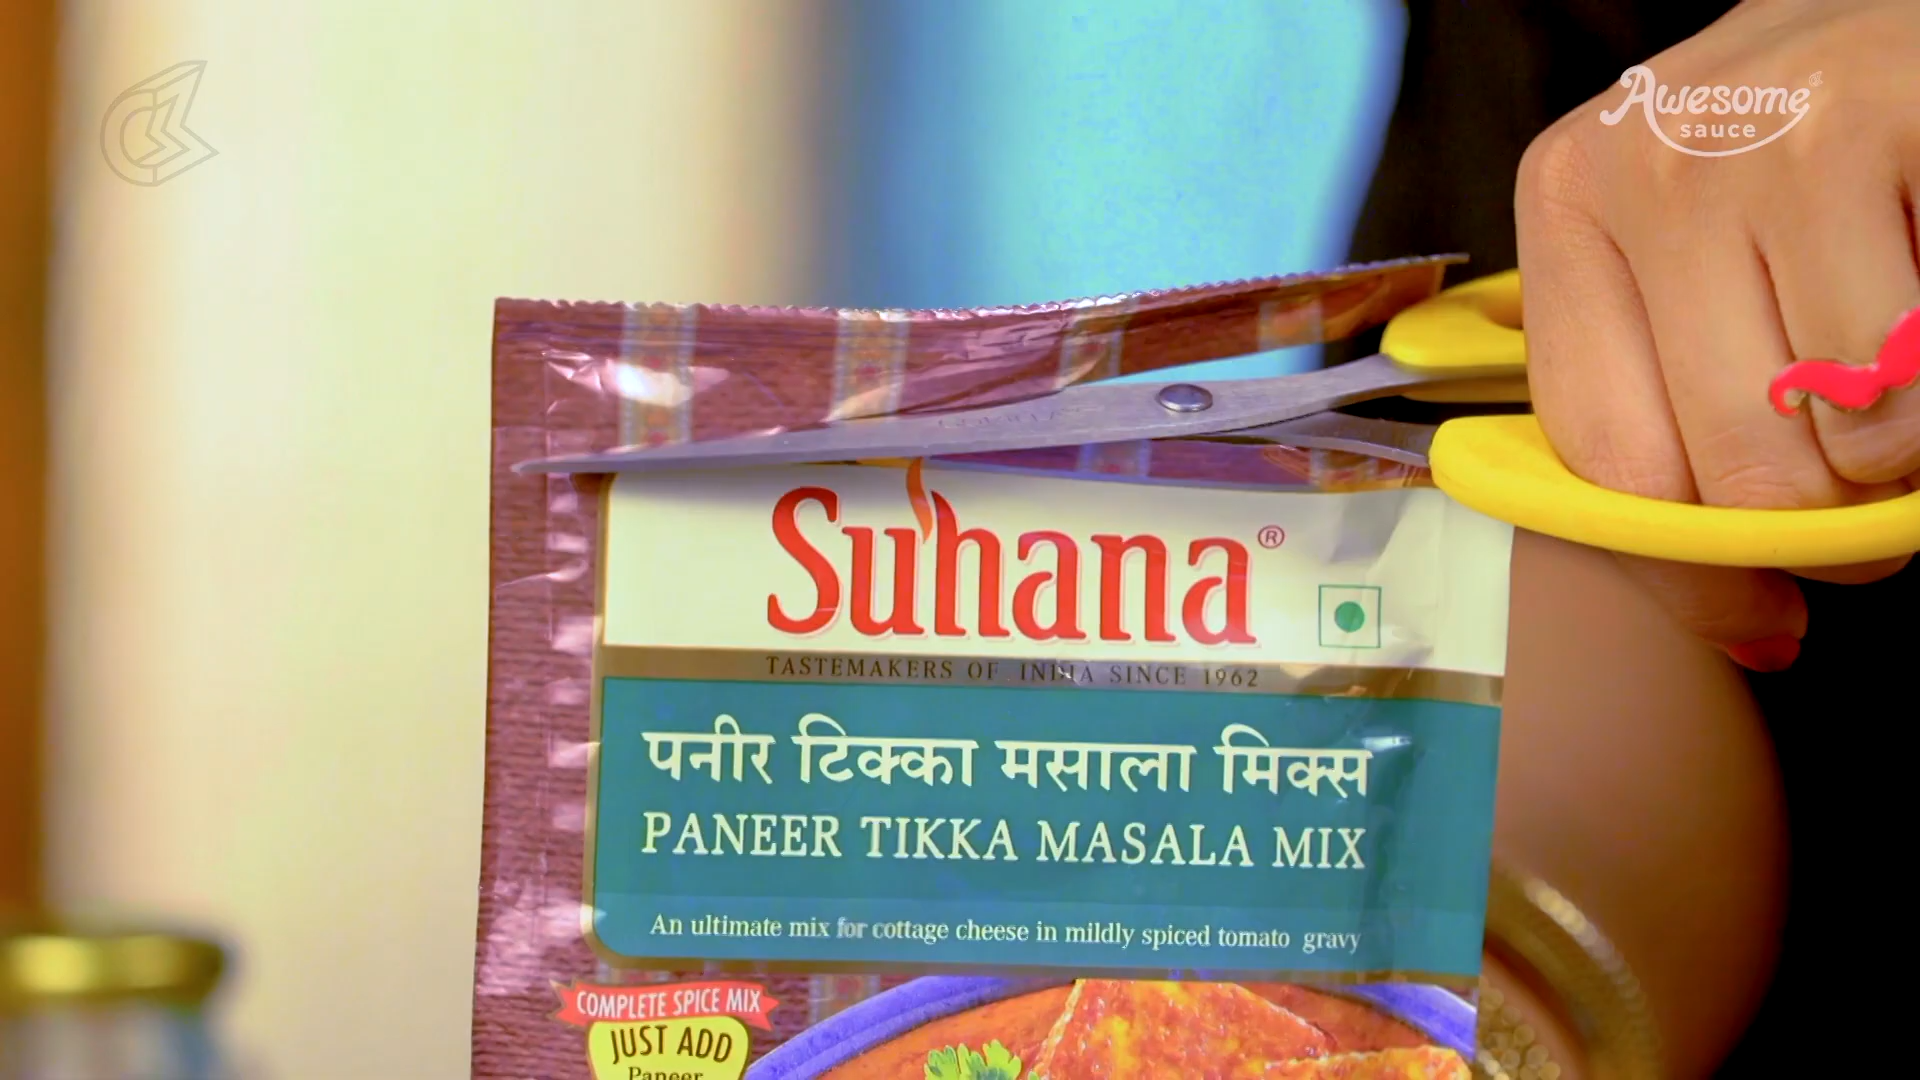 Awesome
sauce
Suhana®
TASTEMAKERS OF INDIA SINCE 1962
पनीर टिक्का मसाला मिक्स
PANEER TIKKA MASALA MIX
An ultimate mix for cottage cheese in mildly spiced tomato gravy
COMPLETE SPICE MIX
JUST ADD
Paneer